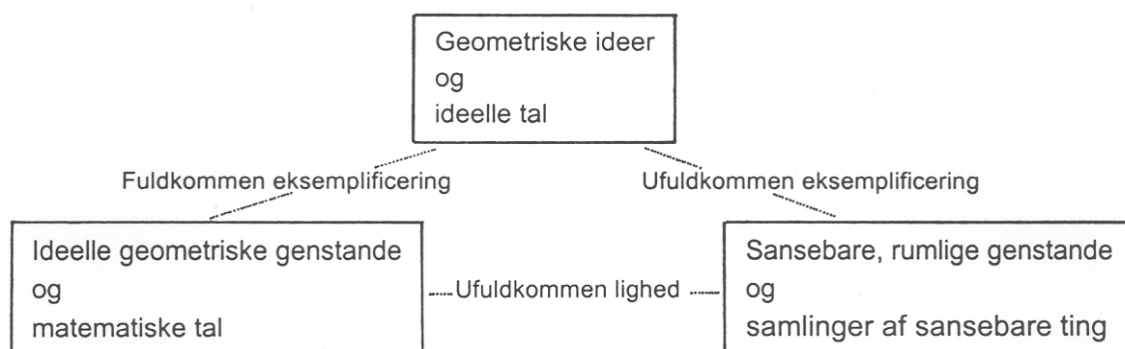 Geometriske ideer
og
ideelle tal
Fuldkommen eksemplificering
Ufuldkommen eksemplificering
Ideelle geometriske genstande
og
matematiske tal
Ufuldkommen lighed
Sansebare, rumlige genstande
og
samlinger af sansebare ting